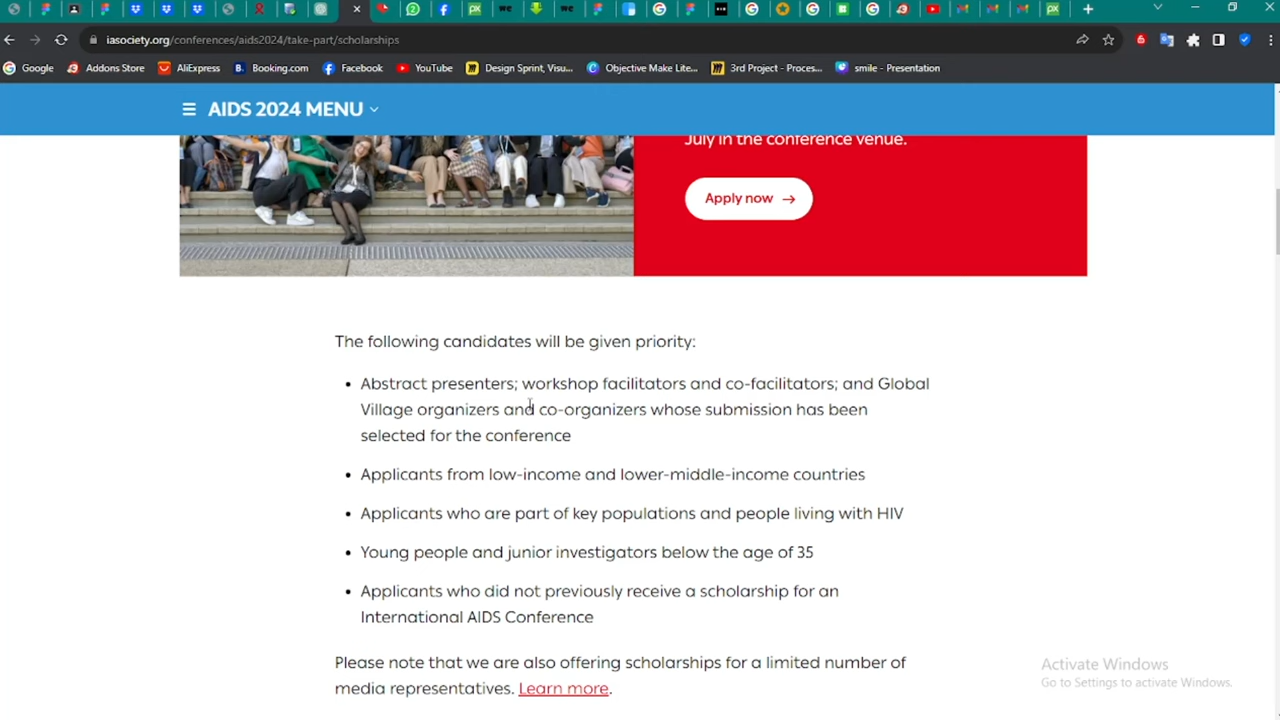 iasociety.org/conferences/aids2024/take-part/scholarships
Google Addons Store AliExpress Booking.com Facebook YouTube Design Sprint, Visu... Objective Make Lite... 3rd Project - Proces... smile - Presentation
AIDS 2024 MENU
July in the conference venue.
Apply now →
The following candidates will be given priority:
• Abstract presenters; workshop facilitators and co-facilitators; and Global
Village organizers and co-organizers whose submission has been
selected for the conference
• Applicants from low-income and lower-middle-income countries
• Applicants who are part of key populations and people living with HIV
• Young people and junior investigators below the age of 35
• Applicants who did not previously receive a scholarship for an
International AIDS Conference
Please note that we are also offering scholarships for a limited number of
media representatives. Learn more.
Activate Windows
Go to Settings to activate Windows.